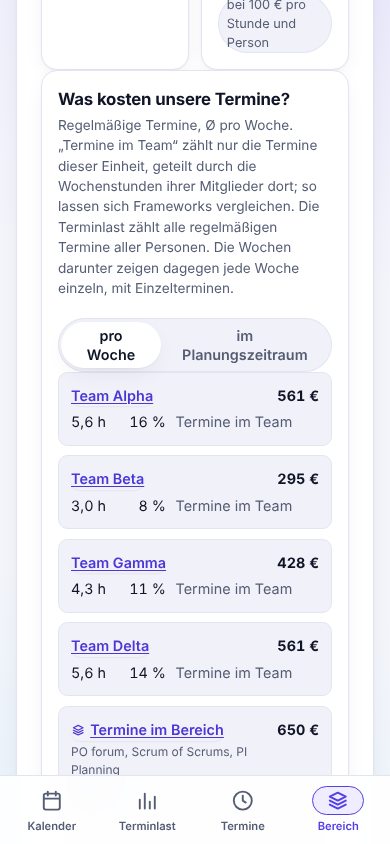 bei 100 € pro
Stunde und
Person
Was kosten unsere Termine?
Regelmäßige Termine, Ø pro Woche.
„Termine im Team“ zählt nur die Termine
dieser Einheit, geteilt durch die
Wochenstunden ihrer Mitglieder dort; so
lassen sich Frameworks vergleichen. Die
Terminlast zählt alle regelmäßigen
Termine aller Personen. Die Wochen
darunter zeigen dagegen jede Woche
einzeln, mit Einzelterminen.
pro
Woche
im
Planungszeitraum
Team Alpha 561 €
5,6 h 16 % Termine im Team
Team Beta 295 €
3,0 h 8 % Termine im Team
Team Gamma 428 €
4,3 h 11 % Termine im Team
Team Delta 561 €
5,6 h 14 % Termine im Team
Termine im Bereich 650 €
PO forum, Scrum of Scrums, PI
Planning
Kalender Terminlast Termine Bereich